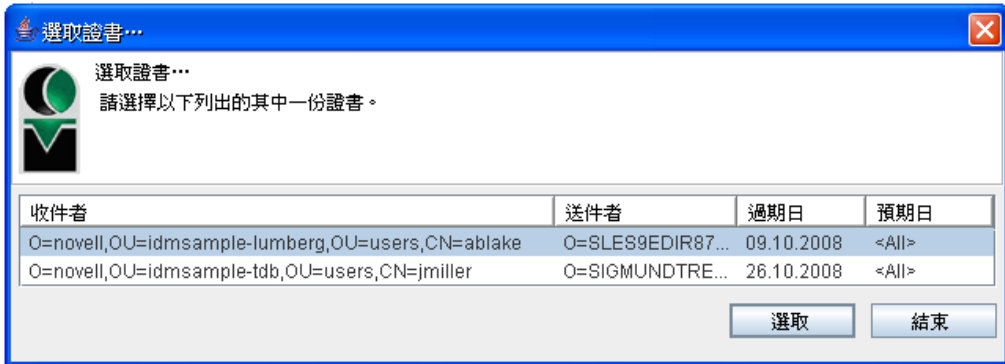 選取證書…
選取證書…
請選擇以下列出的其中一份證書。
收件者 送件者 過期日 預期日
O=novell,OU=idmsample-lumberg,OU=users,CN=ablake O=SLES9EDIR87... 09.10.2008 <All>
O=novell,OU=idmsample-tdb,OU=users,CN=jmiller O=SIGMUNDTRE... 26.10.2008 <All>
選取 結束